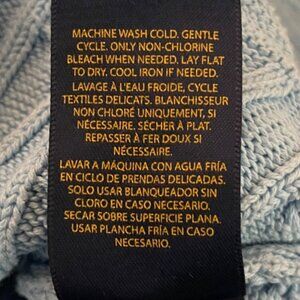 MACHINE WASH COLD. GENTLE
CYCLE. ONLY NON-CHLORINE
BLEACH WHEN NEEDED. LAY FLAT
TO DRY. COOL IRON IF NEEDED.
LAVAGE À L'EAU FROIDE, CYCLE
TEXTILES DELICATS. BLANCHISSEUR
NON CHLORÉ UNIQUEMENT, SI
NÉCESSAIRE. SÉCHER À PLAT.
REPASSER À FER DOUX SI
NÉCESSAIRE.
LAVAR A MÁQUINA CON AGUA FRÍA
EN CICLO DE PRENDAS DELICADAS.
SOLO USAR BLANQUEADOR SIN
CLORO EN CASO NECESARIO.
SECAR SOBRE SUPERFICIE PLANA.
USAR PLANCHA FRÍA EN CASO
NECESARIO.